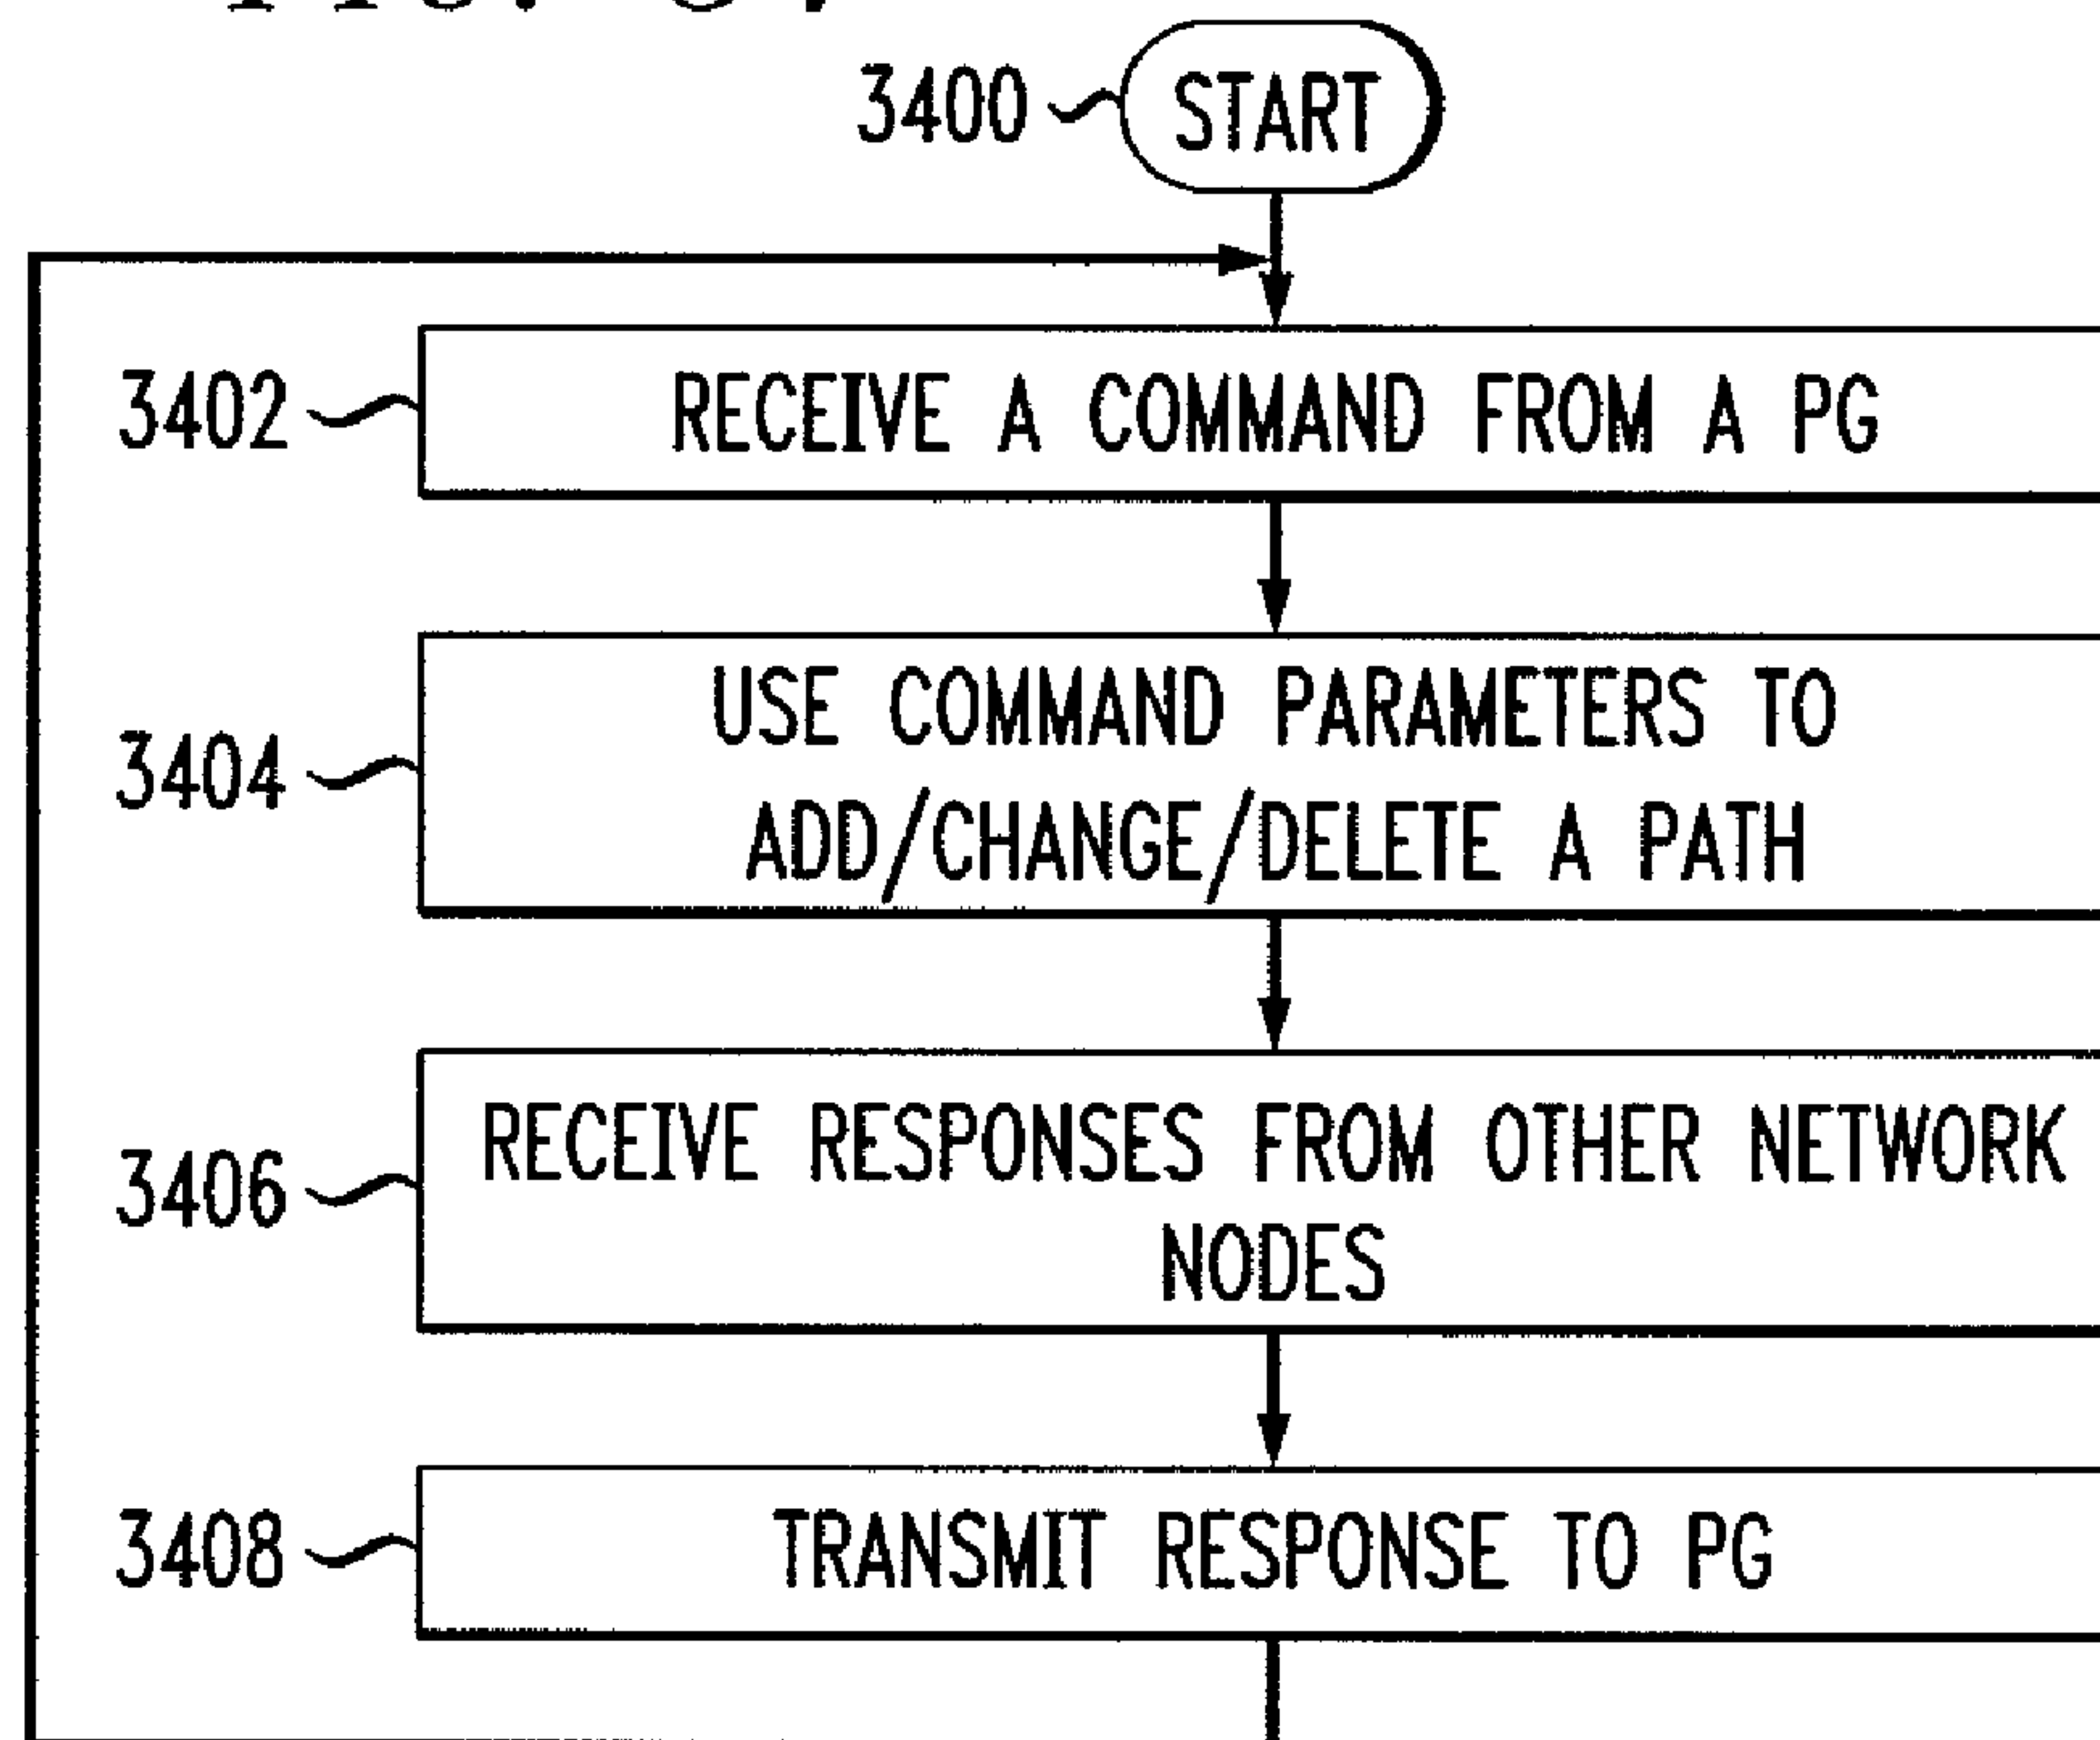 3400 START
3402 RECEIVE A COMMAND FROM A PG
USE COMMAND PARAMETERS TO
3404
ADD/CHANGE/DELETE A PATH
RECEIVE RESPONSES FROM OTHER NETWORK
3406
NODES
3408 TRANSMIT RESPONSE TO PG